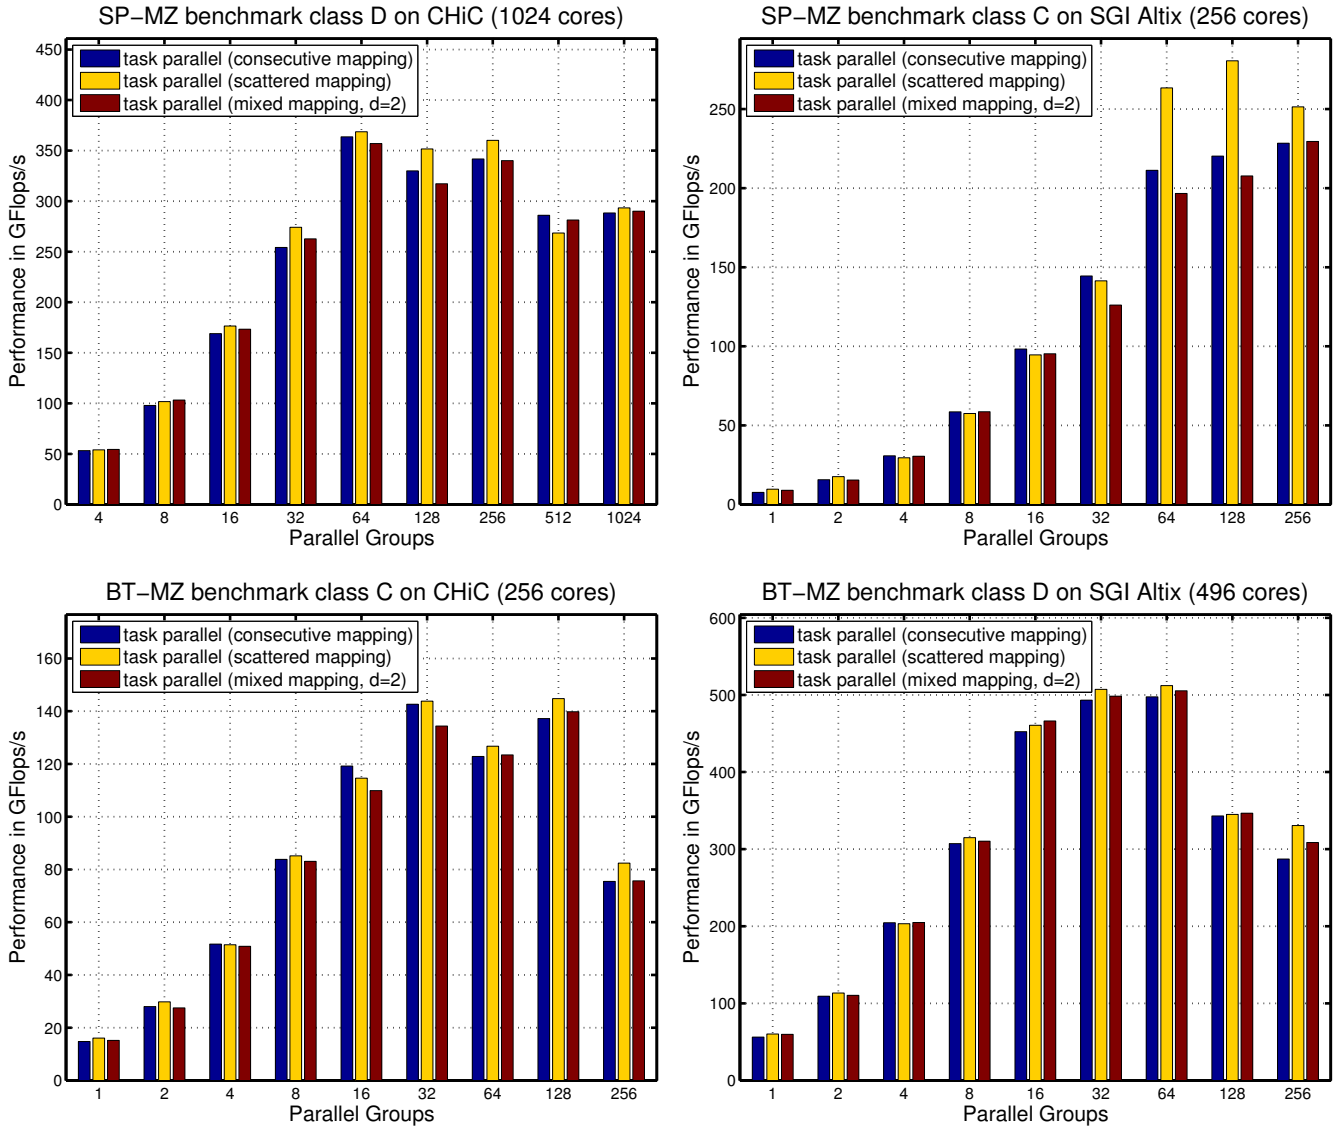 SP−MZ benchmark class D on CHiC (1024 cores)
450
400
350
300
250
200
150
100
50
0
Performance in GFlops/s
task parallel (consecutive mapping)
task parallel (scattered mapping)
task parallel (mixed mapping, d=2)
4 8 16 32 64 128 256 512 1024
Parallel Groups
SP−MZ benchmark class C on SGI Altix (256 cores)
250
200
150
100
50
0
Performance in GFlops/s
task parallel (consecutive mapping)
task parallel (scattered mapping)
task parallel (mixed mapping, d=2)
1 2 4 8 16 32 64 128 256
Parallel Groups
BT−MZ benchmark class C on CHiC (256 cores)
160
140
120
100
80
60
40
20
0
Performance in GFlops/s
task parallel (consecutive mapping)
task parallel (scattered mapping)
task parallel (mixed mapping, d=2)
1 2 4 8 16 32 64 128 256
Parallel Groups
BT−MZ benchmark class D on SGI Altix (496 cores)
600
500
400
300
200
100
0
Performance in GFlops/s
task parallel (consecutive mapping)
task parallel (scattered mapping)
task parallel (mixed mapping, d=2)
1 2 4 8 16 32 64 128 256
Parallel Groups